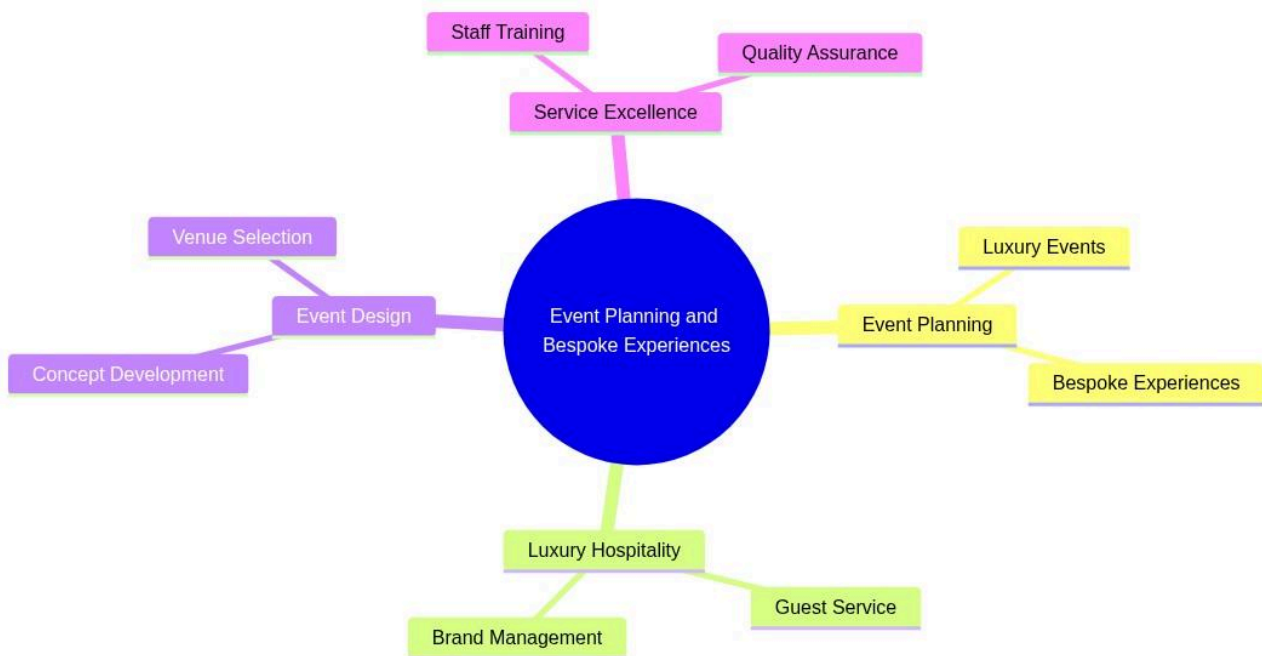 Staff Training
Quality Assurance
Service Excellence
Venue Selection
Luxury Events
Event Design
Event Planning and
Bespoke Experiences
Event Planning
Concept Development
Bespoke Experiences
Luxury Hospitality
Guest Service
Brand Management